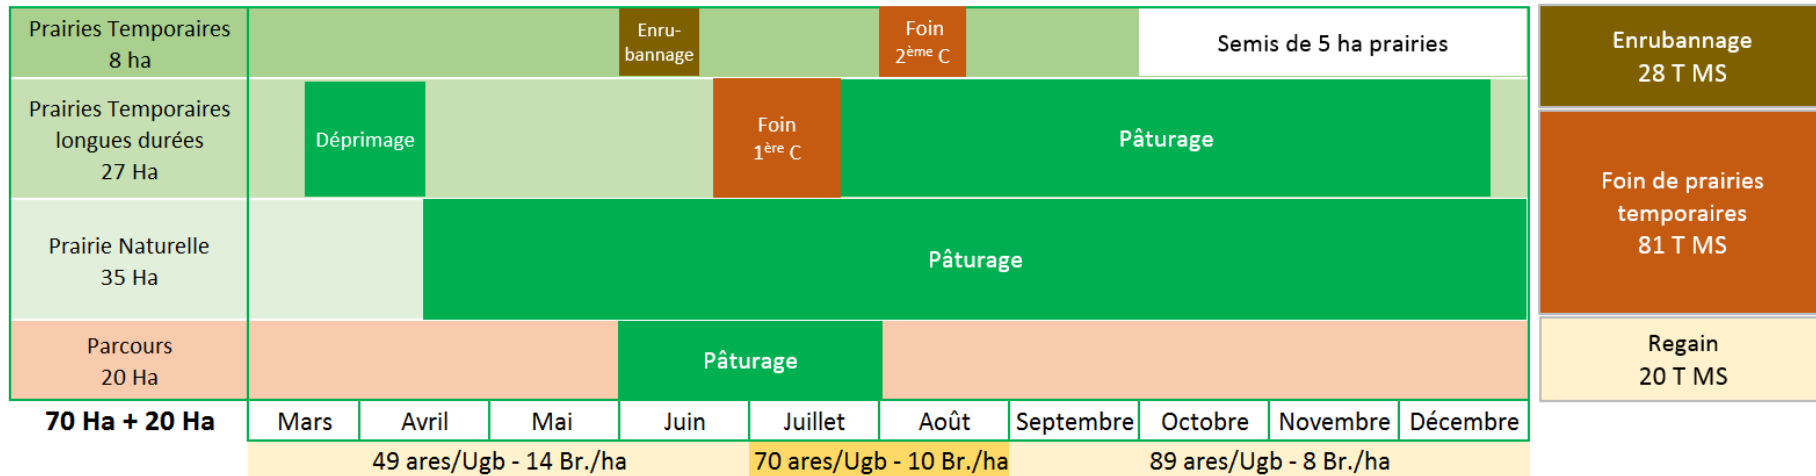 Prairies Temporaires
8 ha
Enru-
bannage
Foin
2ème C
Semis de 5 ha prairies
Enrubannage
28 T MS
Prairies Temporaires
longues durées
27 Ha
Déprimage
Foin
1ère C
Pâturage
Foin de prairies
temporaires
81 T MS
Prairie Naturelle
35 Ha
Pâturage
Parcours
20 Ha
Pâturage
Regain
20 T MS
70 Ha + 20 Ha
Mars
Avril
Mai
Juin
Juillet
Août
Septembre
Octobre
Novembre
Décembre
49 ares/Ugb - 14 Br./ha
70 ares/Ugb - 10 Br./ha
89 ares/Ugb - 8 Br./ha